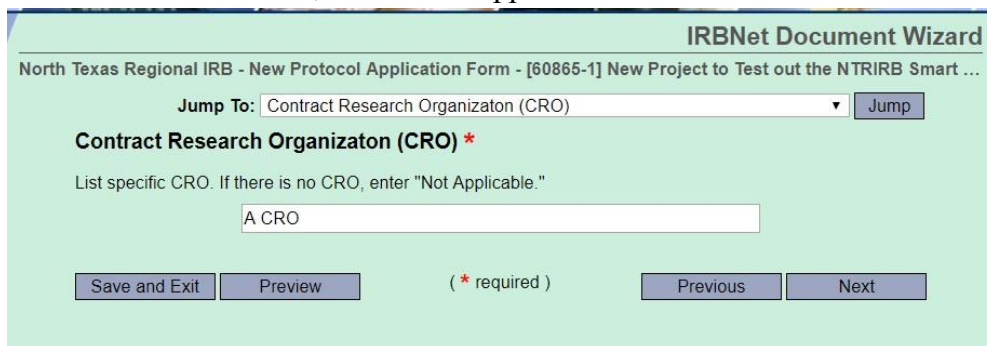 IRBNet Document Wizard
North Texas Regional IRB - New Protocol Application Form - [60865-1] New Project to Test out the NTRIRB Smart ...
Jump To: Contract Research Organizaton (CRO) Jump
Contract Research Organizaton (CRO) *
List specific CRO. If there is no CRO, enter "Not Applicable."
A CRO
Save and Exit Preview ( * required ) Previous Next